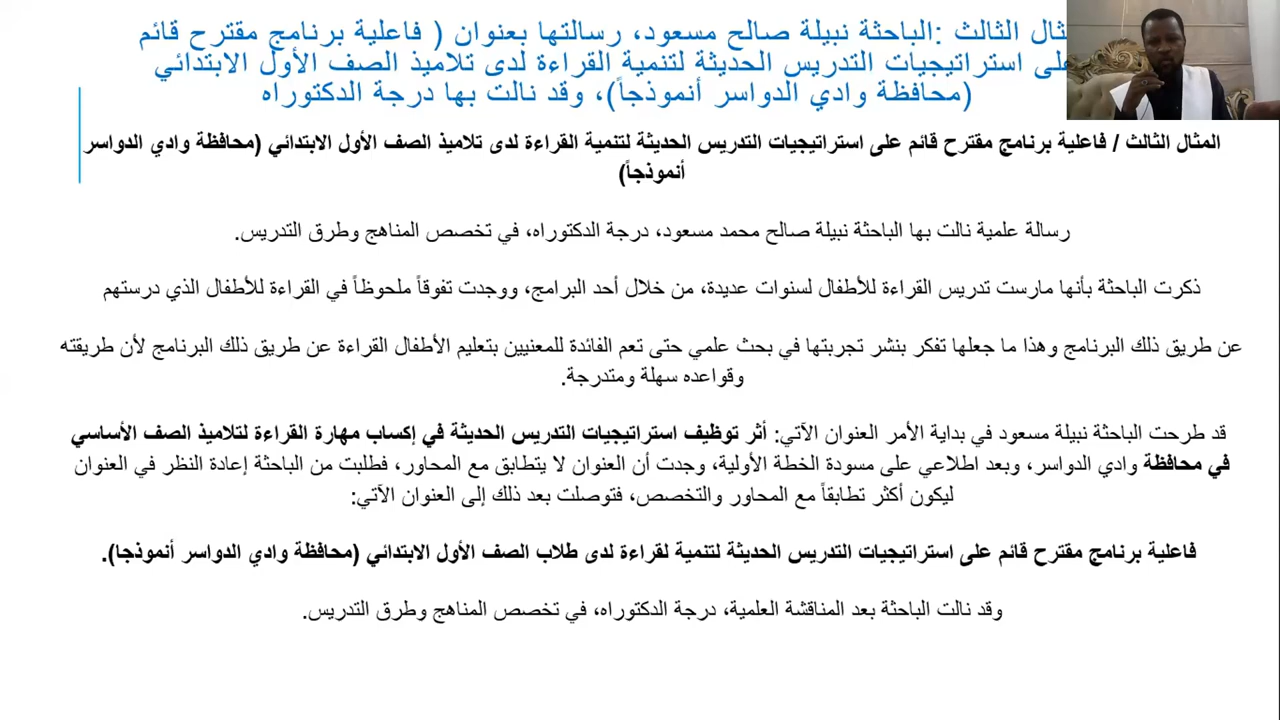 ثال الثالث :الباحثة نبيلة صالح مسعود، رسالتها بعنوان ( فاعلية برنامج مقترح قائم
استراتيجيات التدريس الحديثة لتنمية القراءة لدى تلاميذ الصف الأول الابتدائي
(محافظة وادي الدواسر أنموذجاً)، وقد نالت بها درجة الدكتوراه
المثال الثالث / فاعلية برنامج مقترح قائم على استراتيجيات التدريس الحديثة لتنمية القراءة لدى تلاميذ الصف الأول الابتدائي (محافظة وادي الدواسر
أنموذجاً)
رسالة علمية نالت بها الباحثة نبيلة صالح محمد مسعود، درجة الدكتوراه، في تخصص المناهج وطرق التدريس.
ذكرت الباحثة بأنها مارست تدريس القراءة للأطفال لسنوات عديدة، من خلال أحد البرامج، ووجدت تفوقاً ملحوظاً في القراءة للأطفال الذي درستهم
عن طريق ذلك البرنامج وهذا ما جعلها تفكر بنشر تجربتها في بحث علمي حتى تعم الفائدة للمعنيين بتعليم الأطفال القراءة عن طريق ذلك البرنامج لأن طريقته
وقواعده سهلة ومتدرجة.
قد طرحت الباحثة نبيلة مسعود في بداية الأمر العنوان الآتي: أثر توظيف استراتيجيات التدريس الحديثة في إكساب مهارة القراءة لتلاميذ الصف الأساسي
في محافظة وادي الدواسر، وبعد اطلاعي على مسودة الخطة الأولية، وجدت أن العنوان لا يتطابق مع المحاور، فطلبت من الباحثة إعادة النظر في العنوان
ليكون أكثر تطابقاً مع المحاور والتخصص، فتوصلت بعد ذلك إلى العنوان الآتي:
فاعلية برنامج مقترح قائم على استراتيجيات التدريس الحديثة لتنمية لقراءة لدى طلاب الصف الأول الابتدائي (محافظة وادي الدواسر أنموذجا).
وقد نالت الباحثة بعد المناقشة العلمية، درجة الدكتوراه، في تخصص المناهج وطرق التدريس.